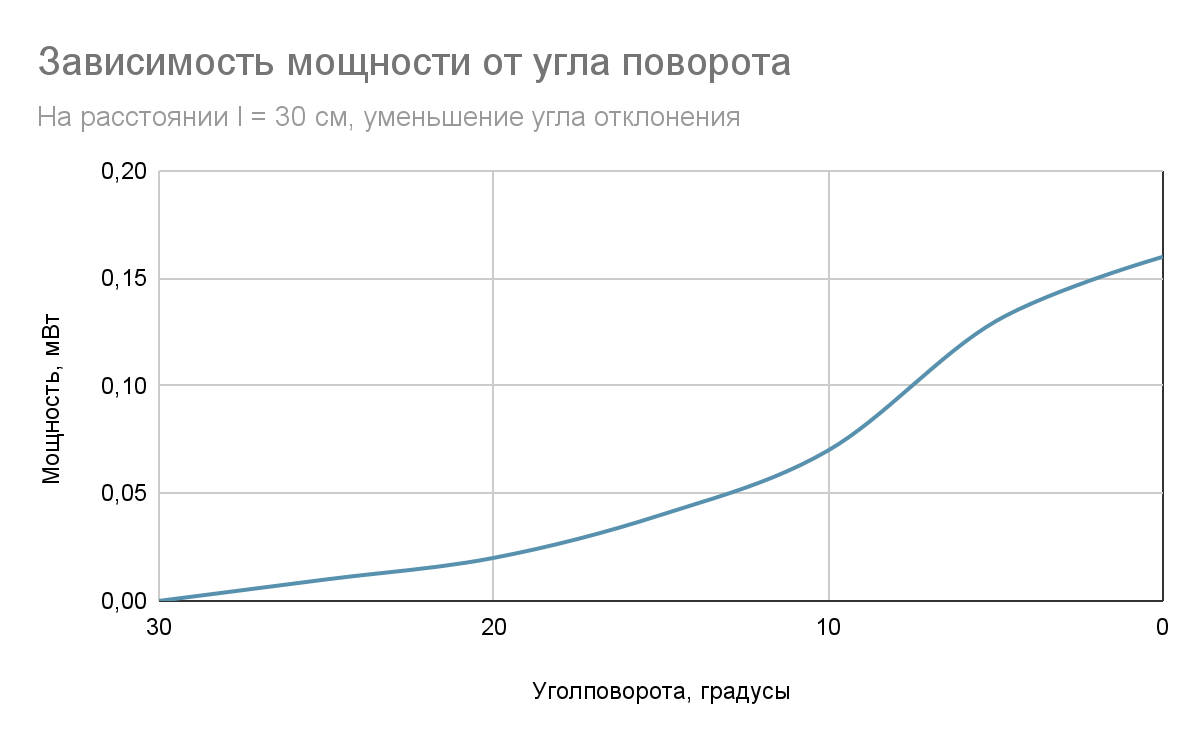 Зависимость мощности от угла поворота
На расстоянии l = 30 см, уменьшение угла отклонения
0,20
0,15
0,10
0,05
0,00
Мощность, мВт
30 20 10 0
Уголповорота, градусы